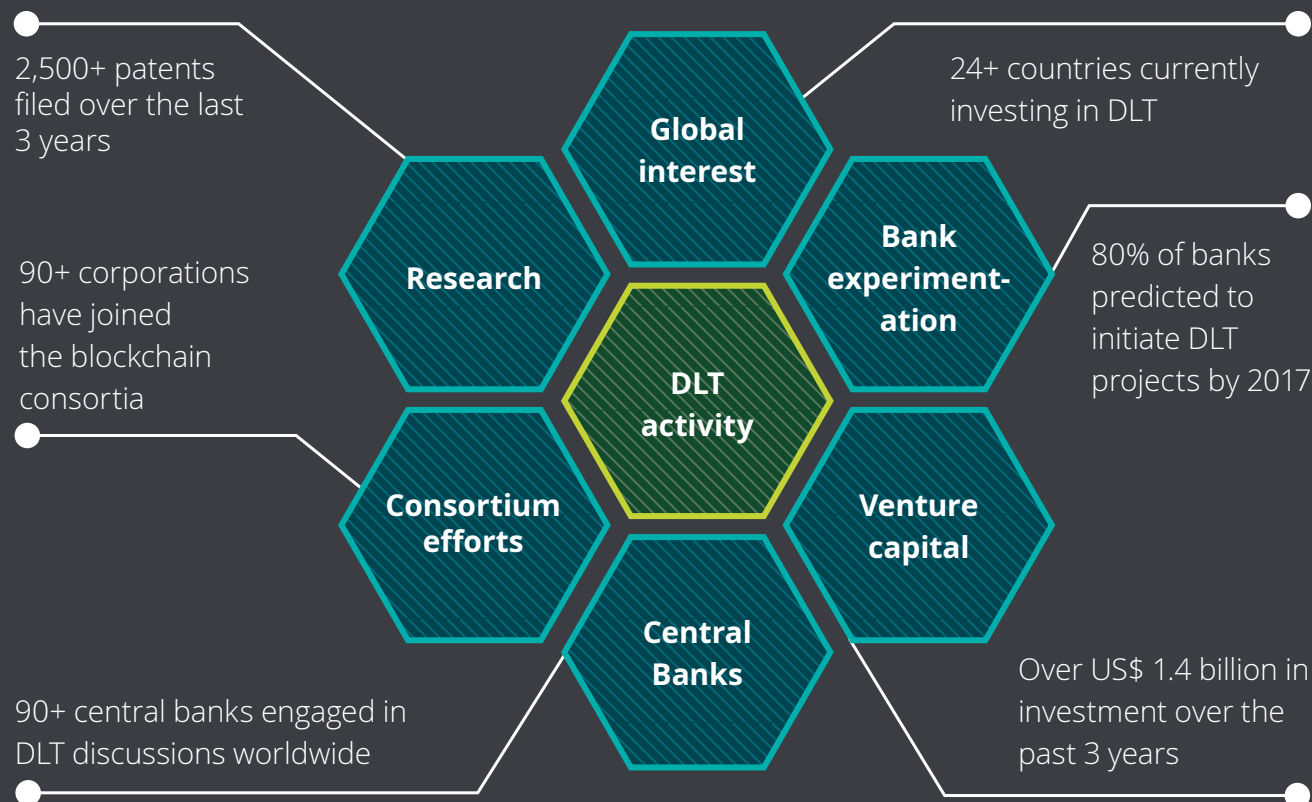 2,500+ patents
filed over the last
3 years
Global
interest
24+ countries currently
investing in DLT
Research
Bank
experiment-
ation
80% of banks
predicted to
initiate DLT
projects by 2017
90+ corporations
have joined
the blockchain
consortia
DLT
activity
Consortium
efforts
Venture
capital
Central
Banks
90+ central banks engaged in
DLT discussions worldwide
Over US$ 1.4 billion in
investment over the
past 3 years